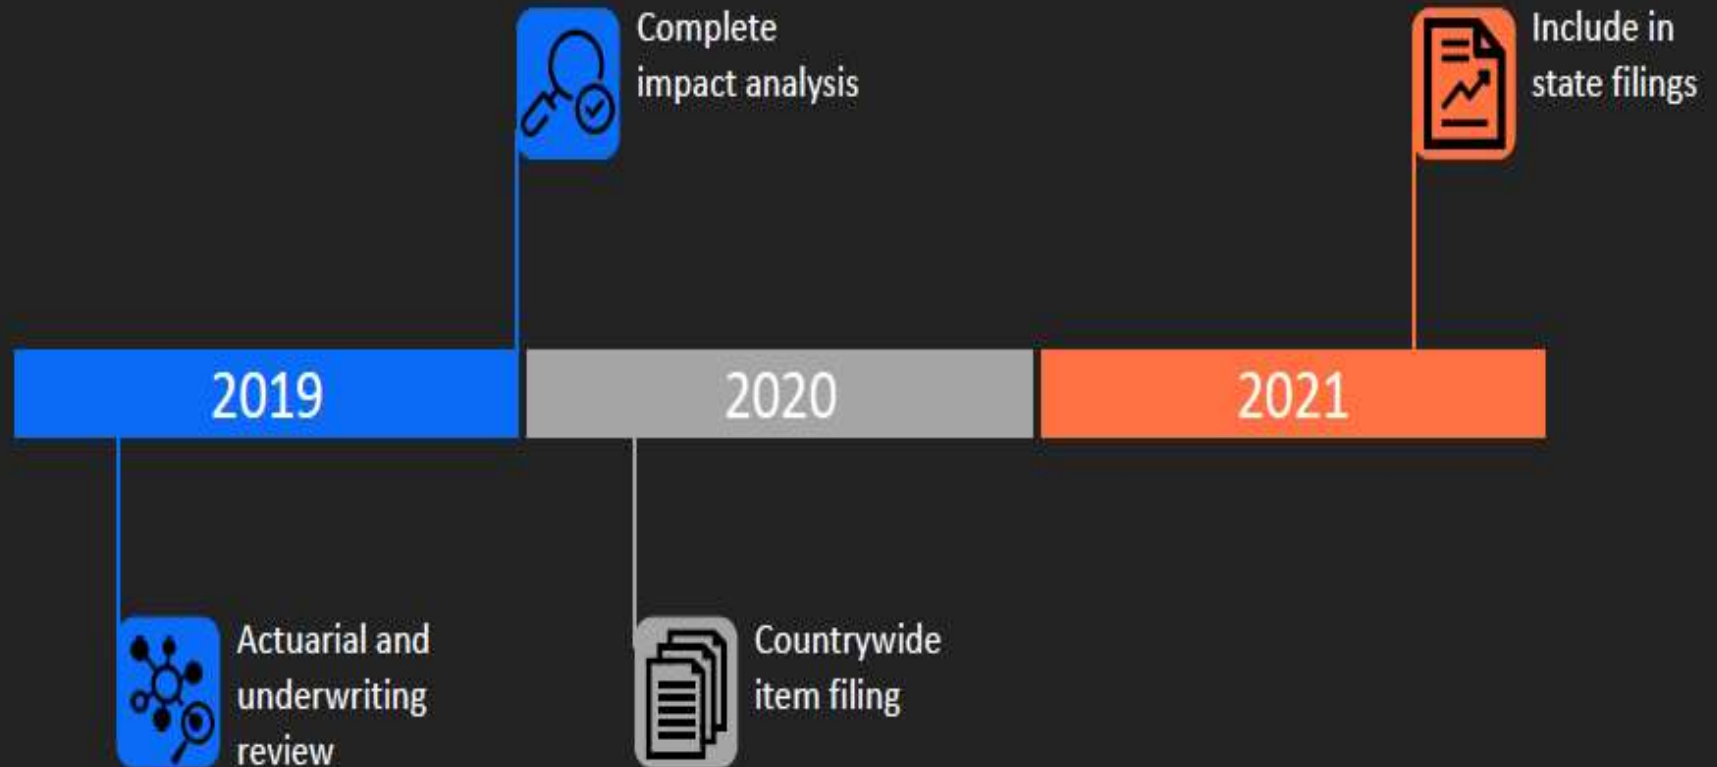 Complete
impact analysis
Include in
state filings
2019
2020
2021
Actuarial and
underwriting
review
Countrywide
item filing